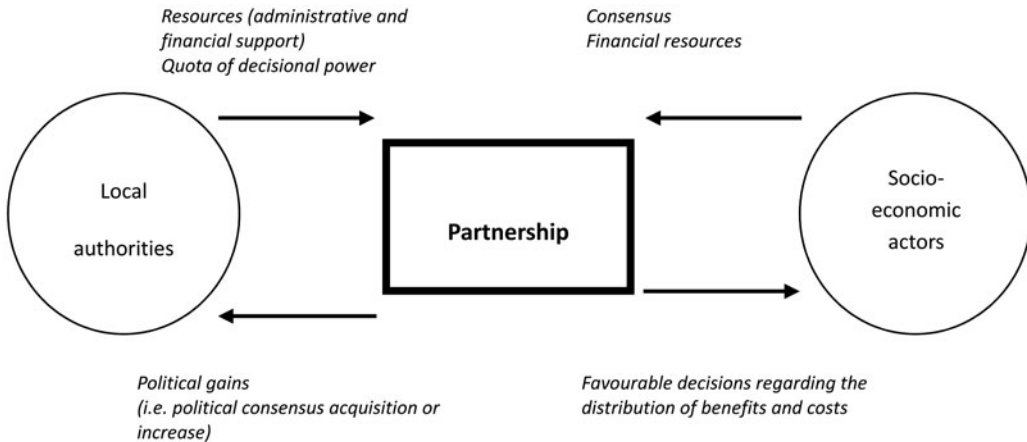 Resources (administrative and
financial support)
Quota of decisional power
Consensus
Financial resources
Local
authorities
Partnership
Socio-
economic
actors
Political gains
(i.e. political consensus acquisition or
increase)
Favourable decisions regarding the
distribution of benefits and costs